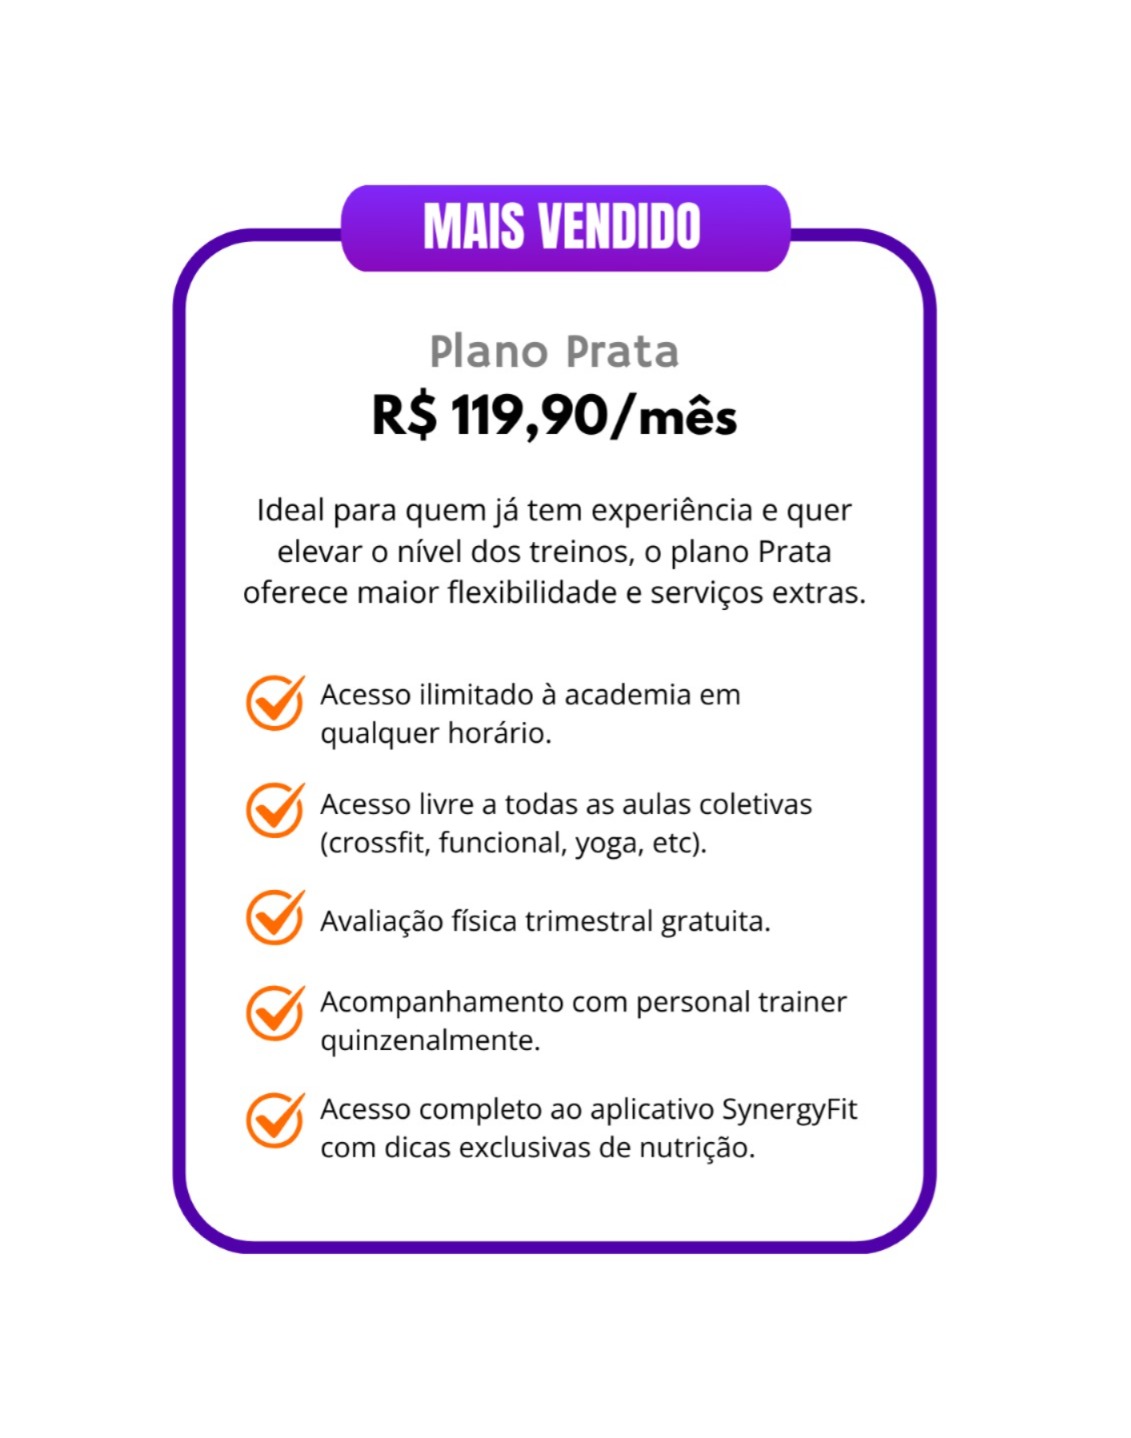 MAIS VENDIDO
Plano Prata
R$ 119,90/mês
Ideal para quem já tem experiência e quer
elevar o nível dos treinos, o plano Prata
oferece maior flexibilidade e serviços extras.
Acesso ilimitado à academia em
qualquer horário.
Acesso livre a todas as aulas coletivas
(crossfit, funcional, yoga, etc).
Avaliação física trimestral gratuita.
Acompanhamento com personal trainer
quinzenalmente.
Acesso completo ao aplicativo SynergyFit
com dicas exclusivas de nutrição.